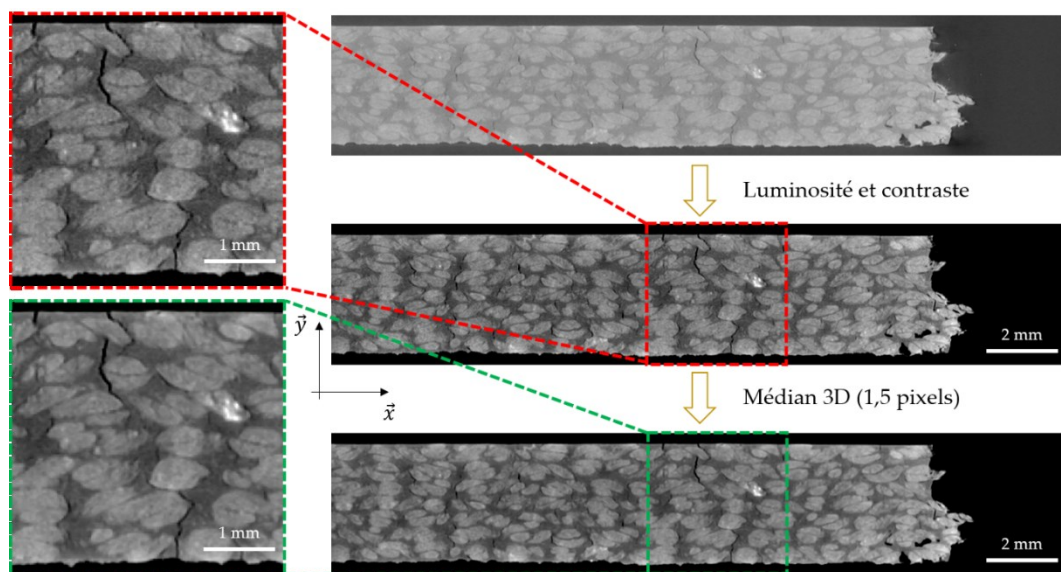 1 mm
1 mm
y⃗
x⃗
Luminosité et contraste
2 mm
Médian 3D (1,5 pixels)
2 mm